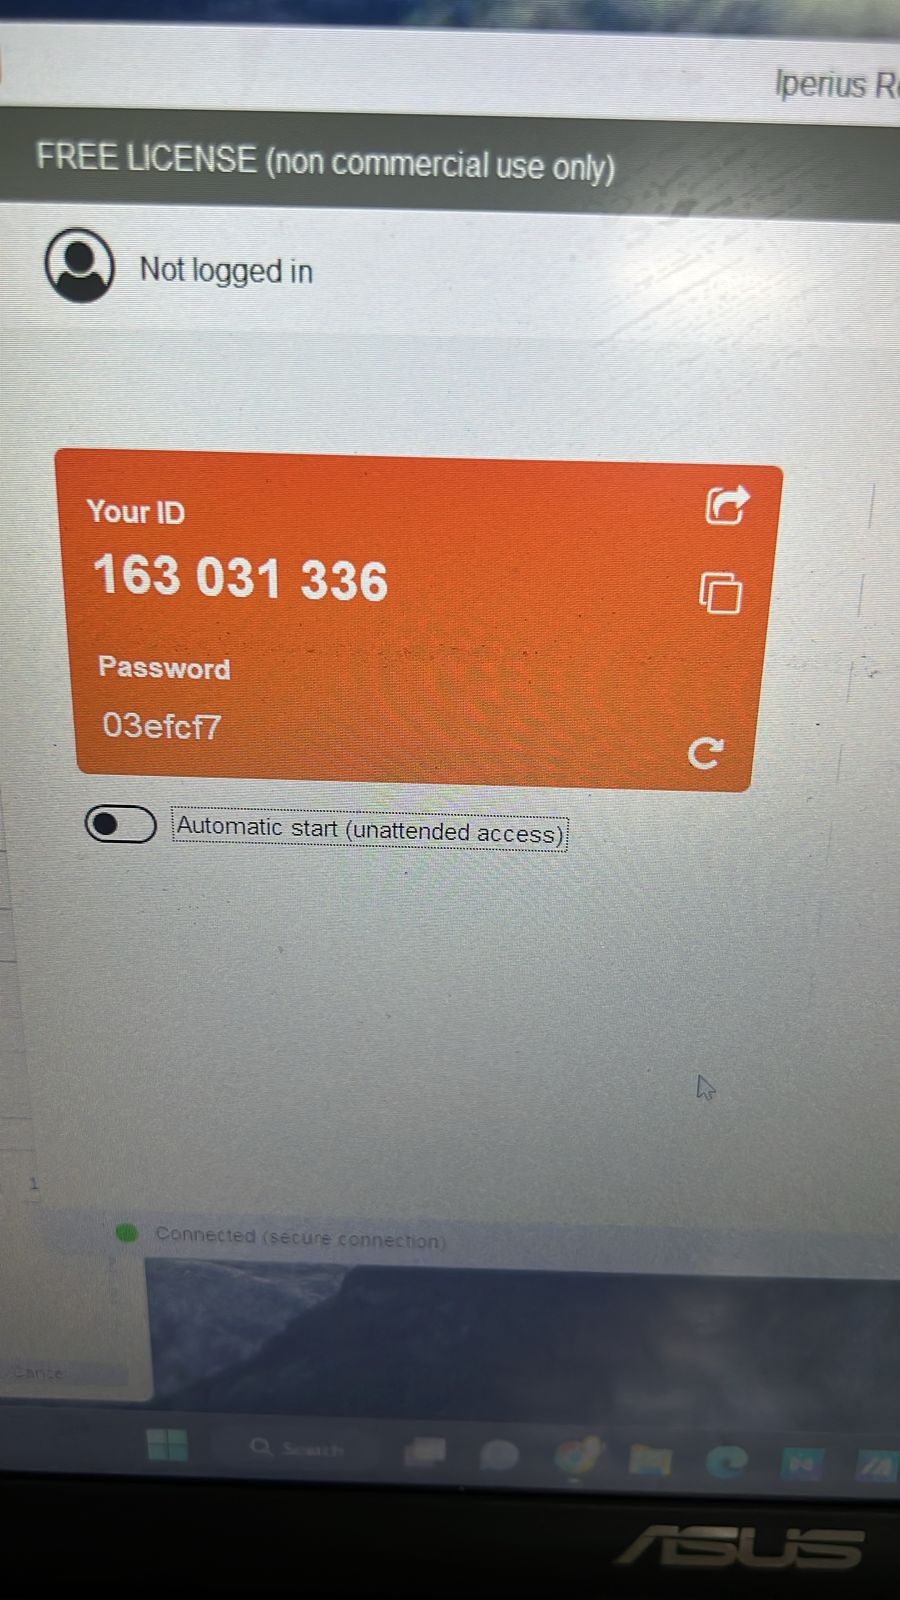 Iperius Re
FREE LICENSE (non commercial use only)
Not logged in
Your ID
163 031 336
Password
03efcf7
Automatic start (unattended access)
1
Connected (secure connection)
Search
ASUS